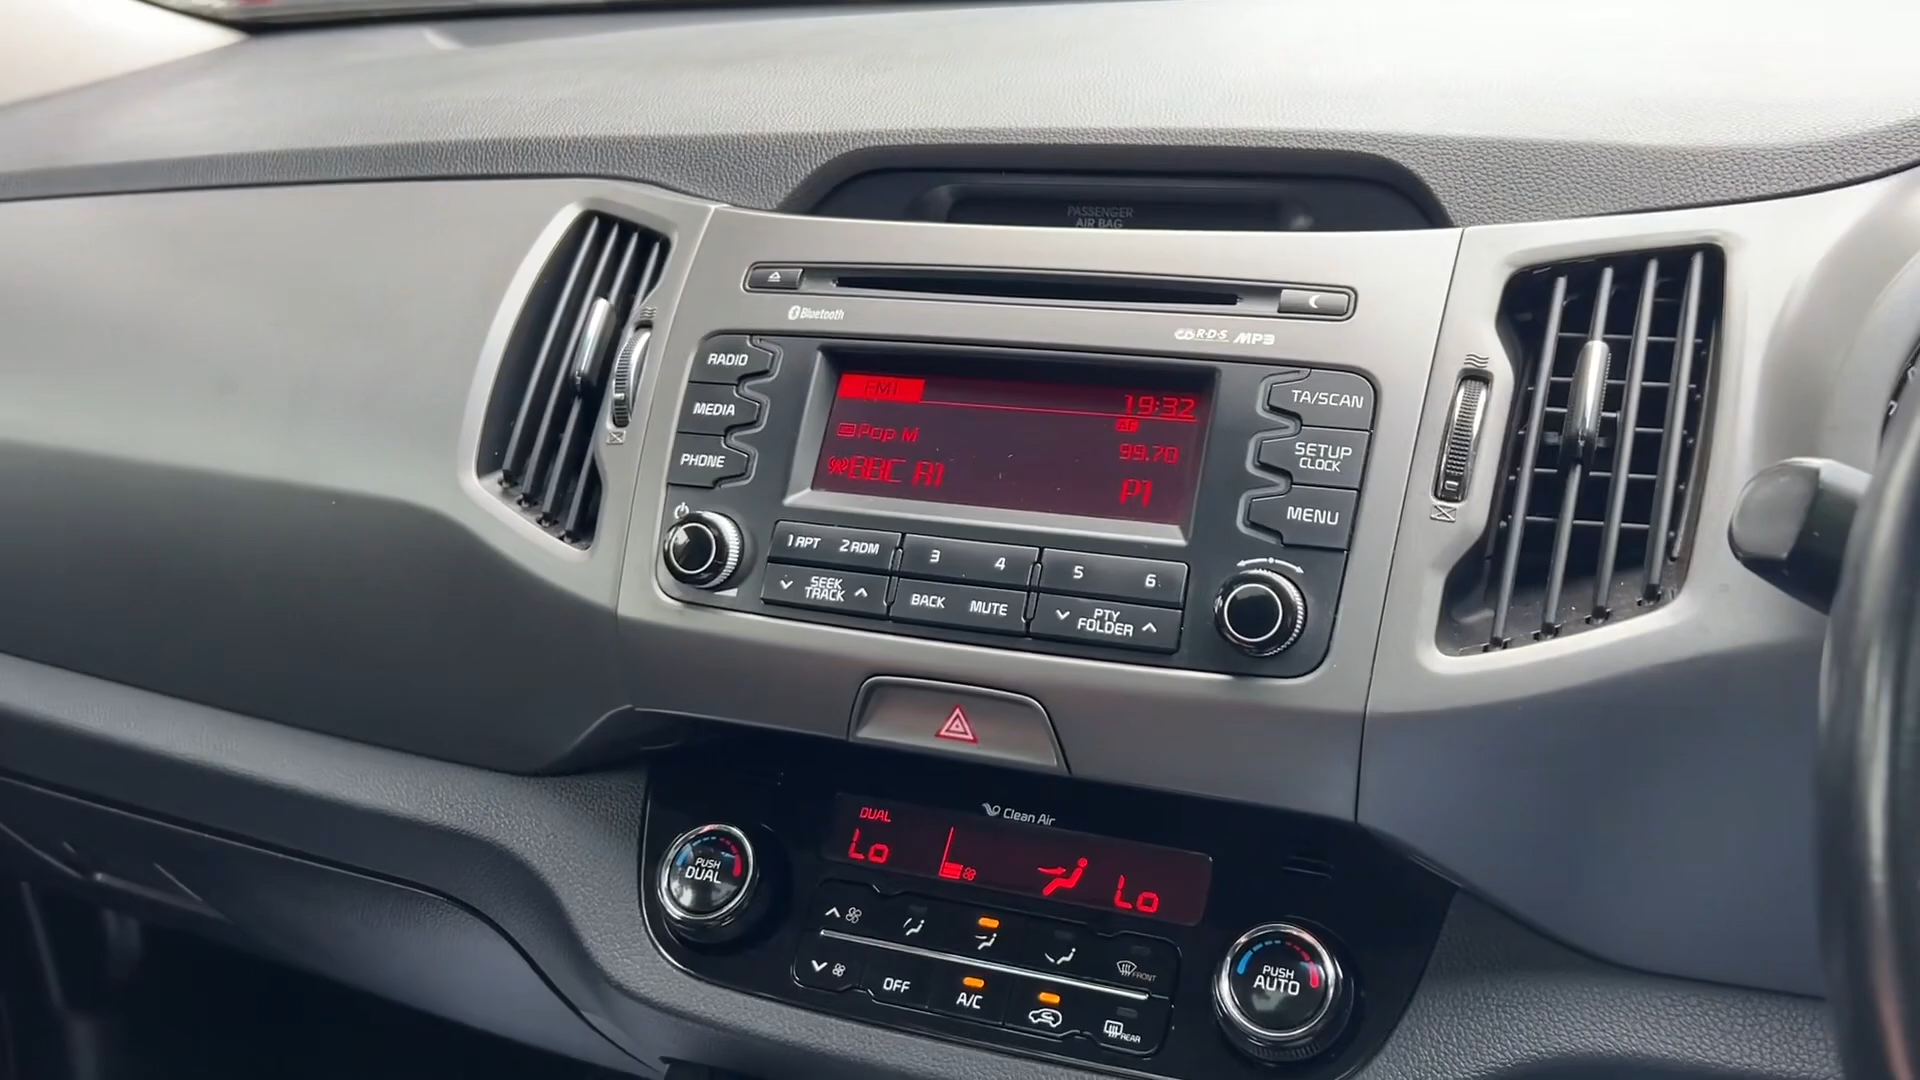 PASSENGER
AIR BAG
Bluetooth
R·D·S MP3
RADIO
MEDIA
PHONE
FM1
19:32
AF
Pop M
99.70
BBC R1
P1
TA/SCAN
SETUP
CLOCK
MENU
1 RPT 2 RDM 3 4 5 6
SEEK
TRACK
BACK MUTE
PTY
FOLDER
Clean Air
DUAL
Lo
Lo
PUSH
DUAL
FRONT
OFF
A/C
REAR
PUSH
AUTO